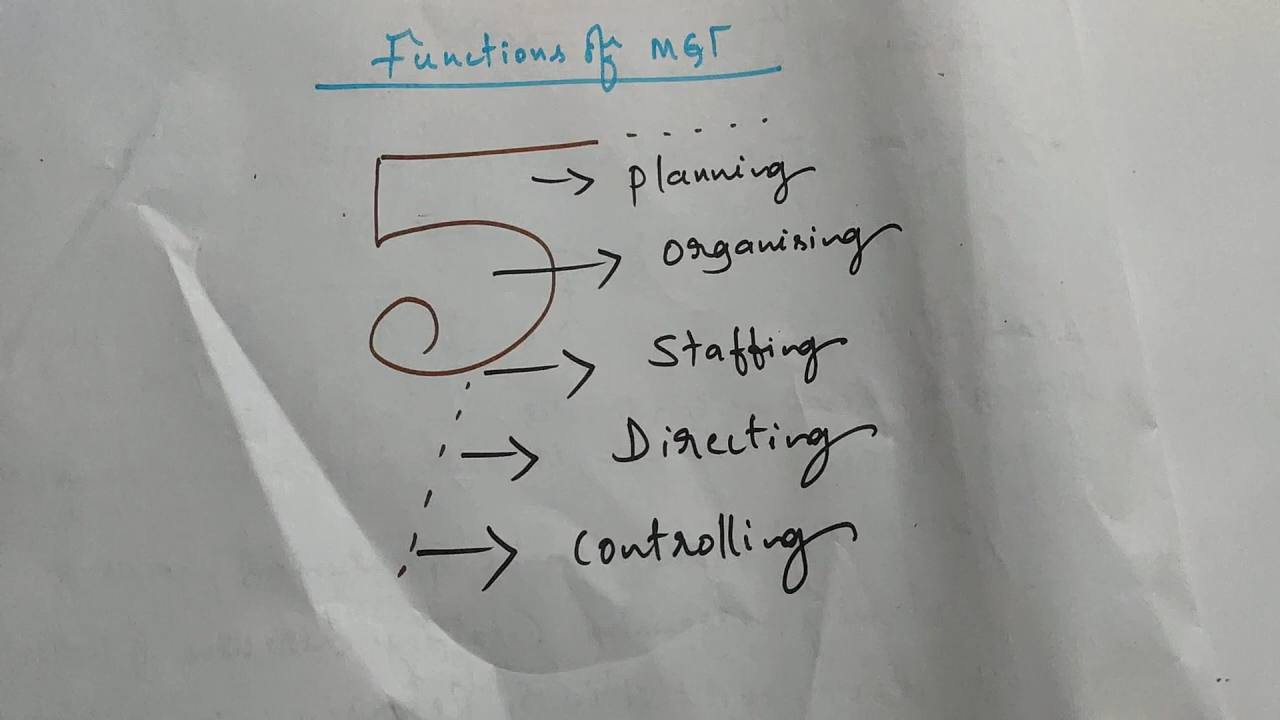 Functions of MGT
5
→ planning
→ organising
→ Staffing
→ Directing
→ controlling